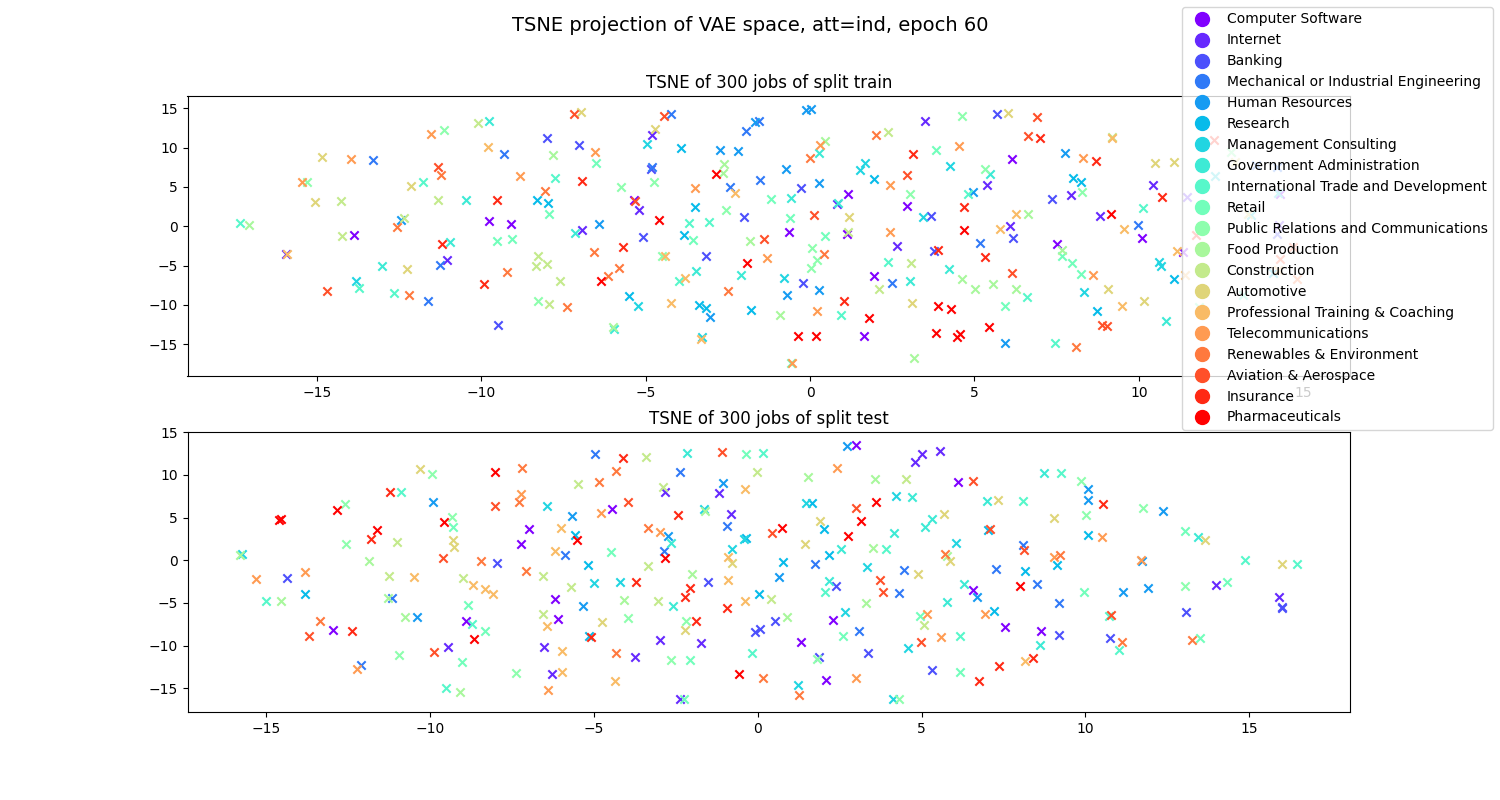 TSNE projection of VAE space, att=ind, epoch 60
TSNE of 300 jobs of split train
15
10
5
0
−5
−10
−15
−15
−10
−5
0
5
10
15
TSNE of 300 jobs of split test
15
10
5
0
−5
−10
−15
−15
−10
−5
0
5
10
15
Computer Software
Internet
Banking
Mechanical or Industrial Engineering
Human Resources
Research
Management Consulting
Government Administration
International Trade and Development
Retail
Public Relations and Communications
Food Production
Construction
Automotive
Professional Training & Coaching
Telecommunications
Renewables & Environment
Aviation & Aerospace
Insurance
Pharmaceuticals